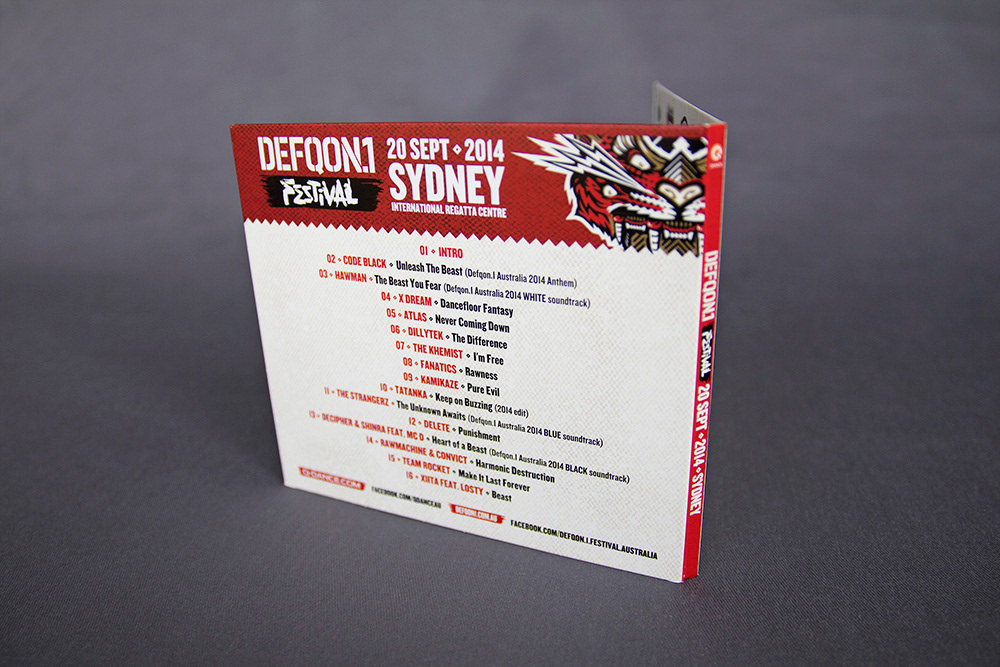 DEFQON.1
FESTIVAL
20 SEPT ⋄ 2014
SYDNEY
INTERNATIONAL REGATTA CENTRE
01 ⋄ INTRO
02 ⋄ CODE BLACK ⋄ Unleash The Beast (Defqon.1 Australia 2014 Anthem)
03 ⋄ HAWMAN ⋄ The Beast You Fear (Defqon.1 Australia 2014 WHITE soundtrack)
04 ⋄ X DREAM ⋄ Dancefloor Fantasy
05 ⋄ ATLAS ⋄ Never Coming Down
06 ⋄ DILLYTEK ⋄ The Difference
07 ⋄ THE KHEMIST ⋄ I'm Free
08 ⋄ FANATICS ⋄ Rawness
09 ⋄ KAMIKAZE ⋄ Pure Evil
10 ⋄ TATANKA ⋄ Keep on Buzzing (2014 edit)
11 ⋄ THE STRANGERZ ⋄ The Unknown Awaits (Defqon.1 Australia 2014 BLUE soundtrack)
12 ⋄ DELETE ⋄ Punishment
13 ⋄ DECIPHER & SHINRA FEAT. MC D ⋄ Heart of a Beast (Defqon.1 Australia 2014 BLACK soundtrack)
14 ⋄ RAWMACHINE & CONVICT ⋄ Harmonic Destruction
15 ⋄ TEAM ROCKET ⋄ Make It Last Forever
16 ⋄ XIITA FEAT. LOSTY ⋄ Beast
Q-DANCE.COM
FACEBOOK.COM/QDANCEAU
DEFQON1.COM.AU
FACEBOOK.COM/DEFQON.1.FESTIVAL.AUSTRALIA
DEFQON.1 FESTIVAL 20 SEPT ⋄ 2014 ⋄ SYDNEY